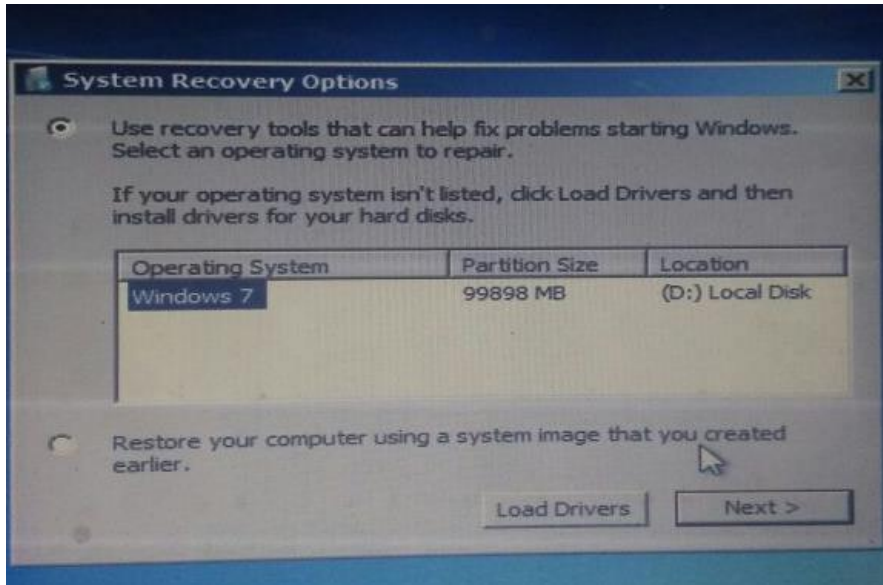 System Recovery Options
Use recovery tools that can help fix problems starting Windows.
Select an operating system to repair.
If your operating system isn't listed, click Load Drivers and then
install drivers for your hard disks.
Operating System Partition Size Location
Windows 7 99898 MB (D:) Local Disk
Restore your computer using a system image that you created
earlier.
Load Drivers Next >